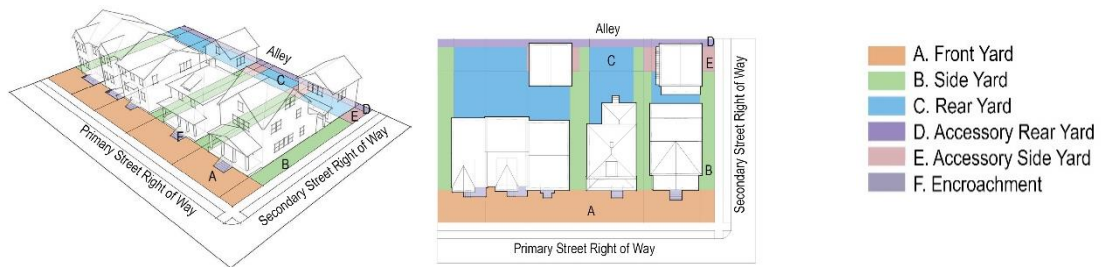 Alley
C
D
E
F
B
A
Primary Street Right of Way
Secondary Street Right of Way
Alley
D
C
E
B
A
Secondary Street Right of Way
Primary Street Right of Way
A. Front Yard
B. Side Yard
C. Rear Yard
D. Accessory Rear Yard
E. Accessory Side Yard
F. Encroachment